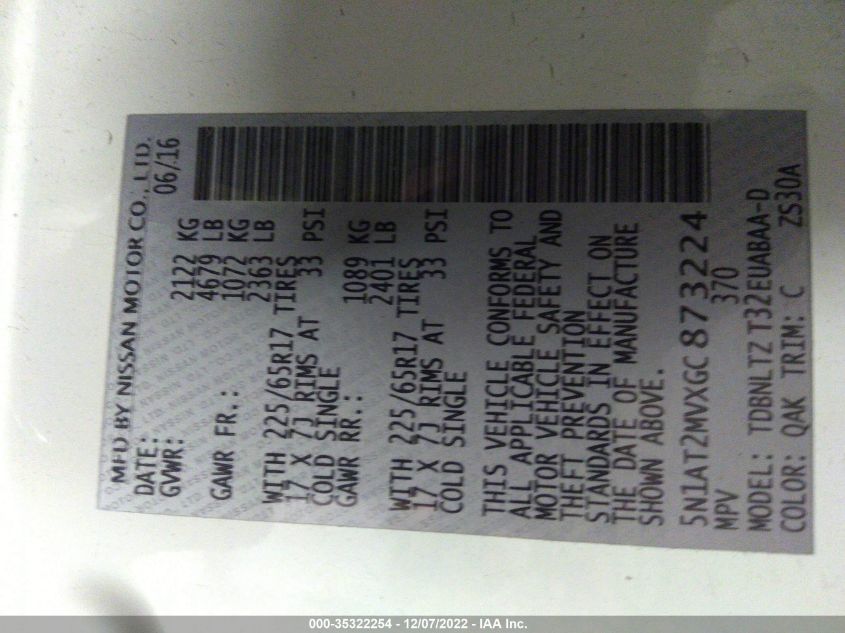 MFD BY NISSAN MOTOR CO., LTD.
DATE: 06/16
GVWR: 2122 KG
4679 LB
GAWR FR.: 1072 KG
2363 LB
WITH 225/65R17 TIRES
17 X 7J RIMS AT 33 PSI
COLD SINGLE
GAWR RR.: 1089 KG
2401 LB
WITH 225/65R17 TIRES
17 X 7J RIMS AT 33 PSI
COLD SINGLE
THIS VEHICLE CONFORMS TO
ALL APPLICABLE FEDERAL
MOTOR VEHICLE SAFETY AND
THEFT PREVENTION
STANDARDS IN EFFECT ON
THE DATE OF MANUFACTURE
SHOWN ABOVE.
5N1AT2MVXGC873224
MPV 370
MODEL: TDBNLTZ T32EUABAA-D
COLOR: QAK TRIM: C ZS30A
000-35322254 - 12/07/2022 - IAA Inc.